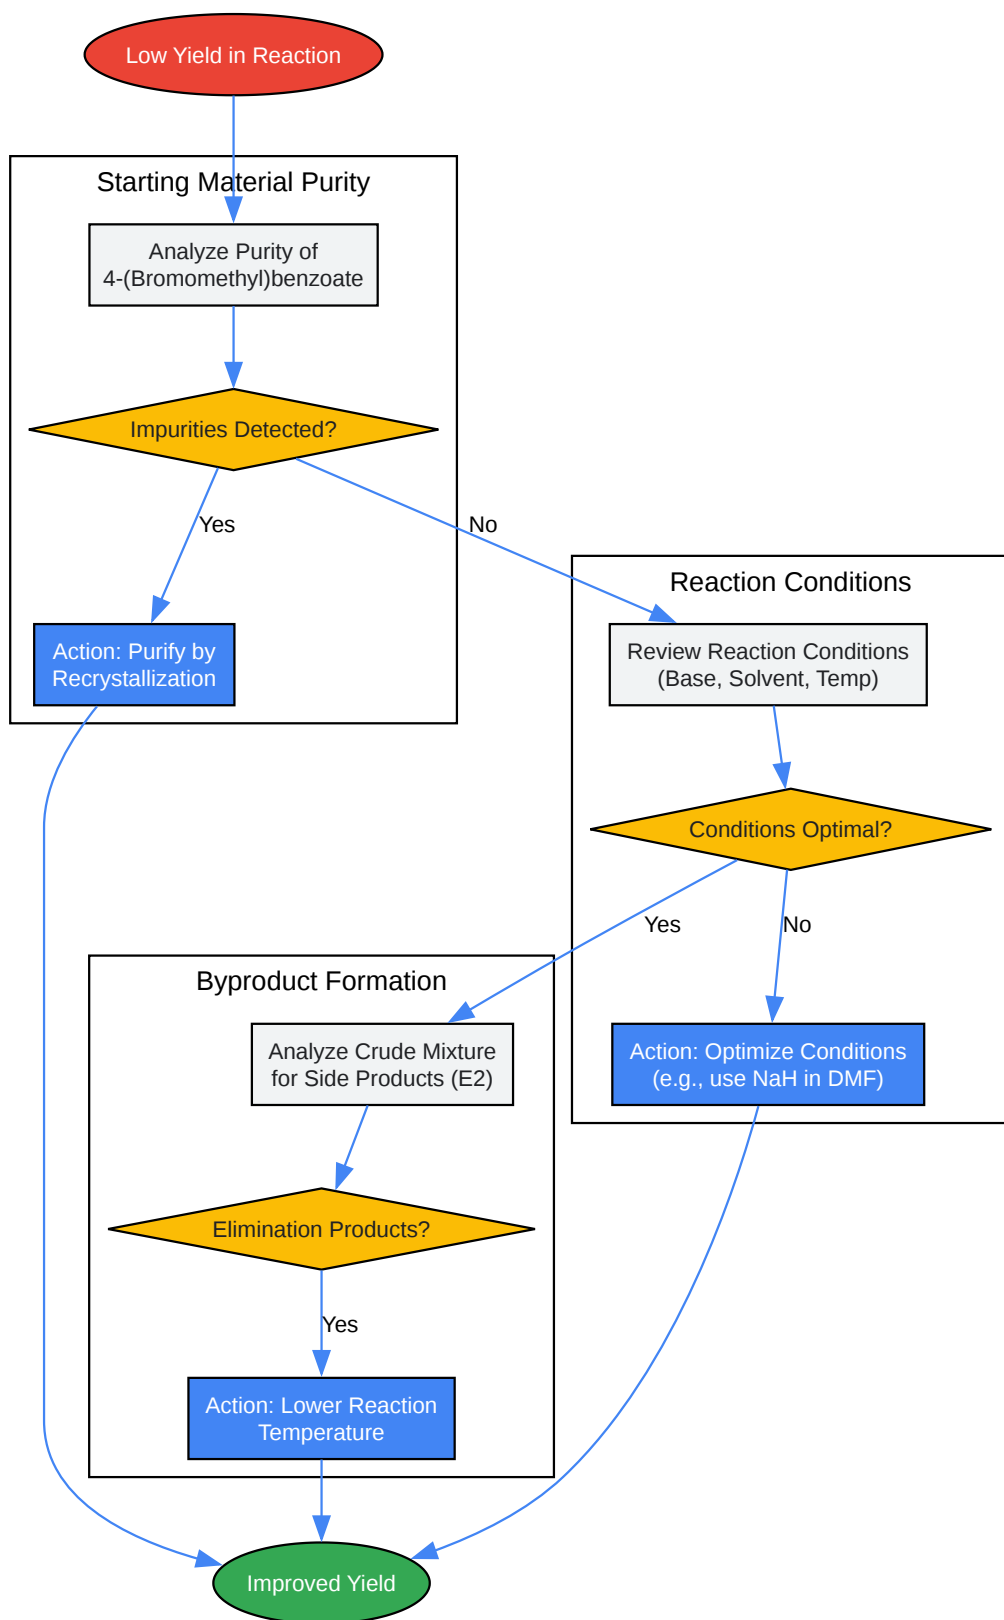 Low Yield in Reaction
Starting Material Purity
Analyze Purity of
4-(Bromomethyl)benzoate
Impurities Detected?
Yes
No
Action: Purify by
Recrystallization
Reaction Conditions
Review Reaction Conditions
(Base, Solvent, Temp)
Conditions Optimal?
Yes
No
Byproduct Formation
Analyze Crude Mixture
for Side Products (E2)
Action: Optimize Conditions
(e.g., use NaH in DMF)
Elimination Products?
Yes
Action: Lower Reaction
Temperature
Improved Yield